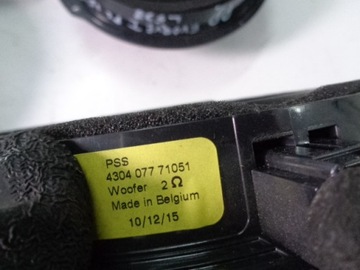 PSS
4304 077 71051
Woofer 2 Ω
Made in Belgium
10/12/15